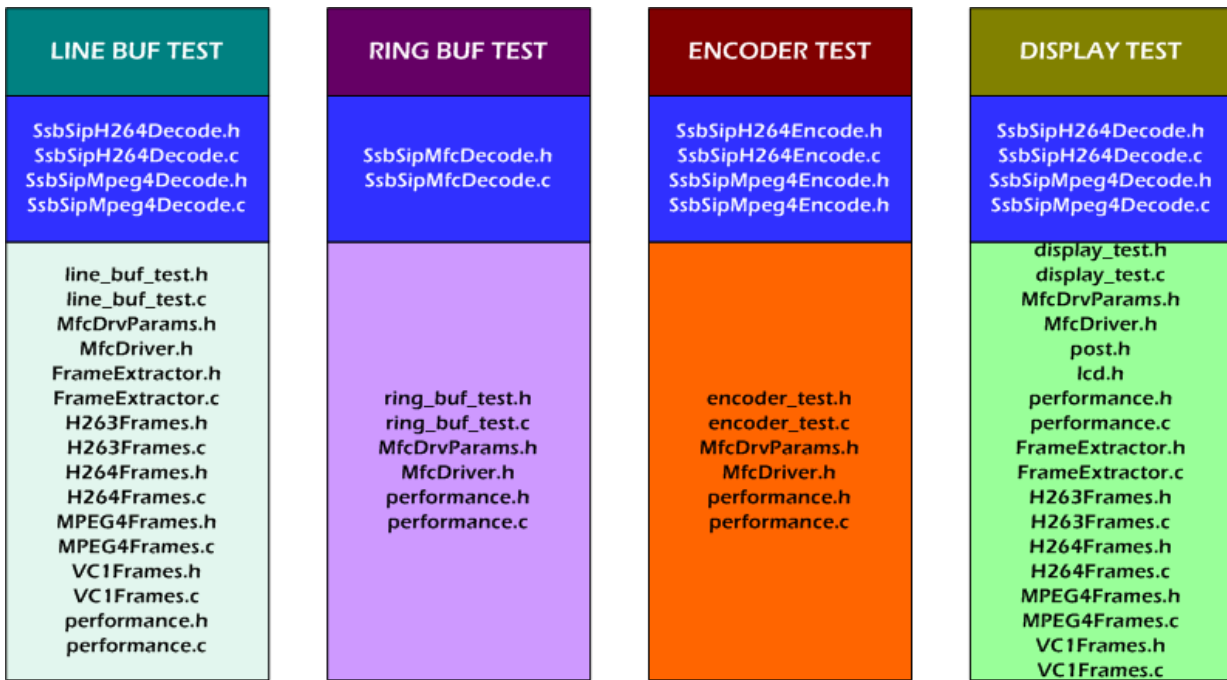 LINE BUF TEST
SsbSipH264Decode.h
SsbSipH264Decode.c
SsbSipMpeg4Decode.h
SsbSipMpeg4Decode.c
line_buf_test.h
line_buf_test.c
MfcDrvParams.h
MfcDriver.h
FrameExtractor.h
FrameExtractor.c
H263Frames.h
H263Frames.c
H264Frames.h
H264Frames.c
MPEG4Frames.h
MPEG4Frames.c
VC1Frames.h
VC1Frames.c
performance.h
performance.c
RING BUF TEST
SsbSipMfcDecode.h
SsbSipMfcDecode.c
ring_buf_test.h
ring_buf_test.c
MfcDrvParams.h
MfcDriver.h
performance.h
performance.c
ENCODER TEST
SsbSipH264Encode.h
SsbSipH264Encode.c
SsbSipMpeg4Encode.h
SsbSipMpeg4Encode.h
encoder_test.h
encoder_test.c
MfcDrvParams.h
MfcDriver.h
performance.h
performance.c
DISPLAY TEST
SsbSipH264Decode.h
SsbSipH264Decode.c
SsbSipMpeg4Decode.h
SsbSipMpeg4Decode.c
display_test.h
display_test.c
MfcDrvParams.h
MfcDriver.h
post.h
lcd.h
performance.h
performance.c
FrameExtractor.h
FrameExtractor.c
H263Frames.h
H263Frames.c
H264Frames.h
H264Frames.c
MPEG4Frames.h
MPEG4Frames.c
VC1Frames.h
VC1Frames.c